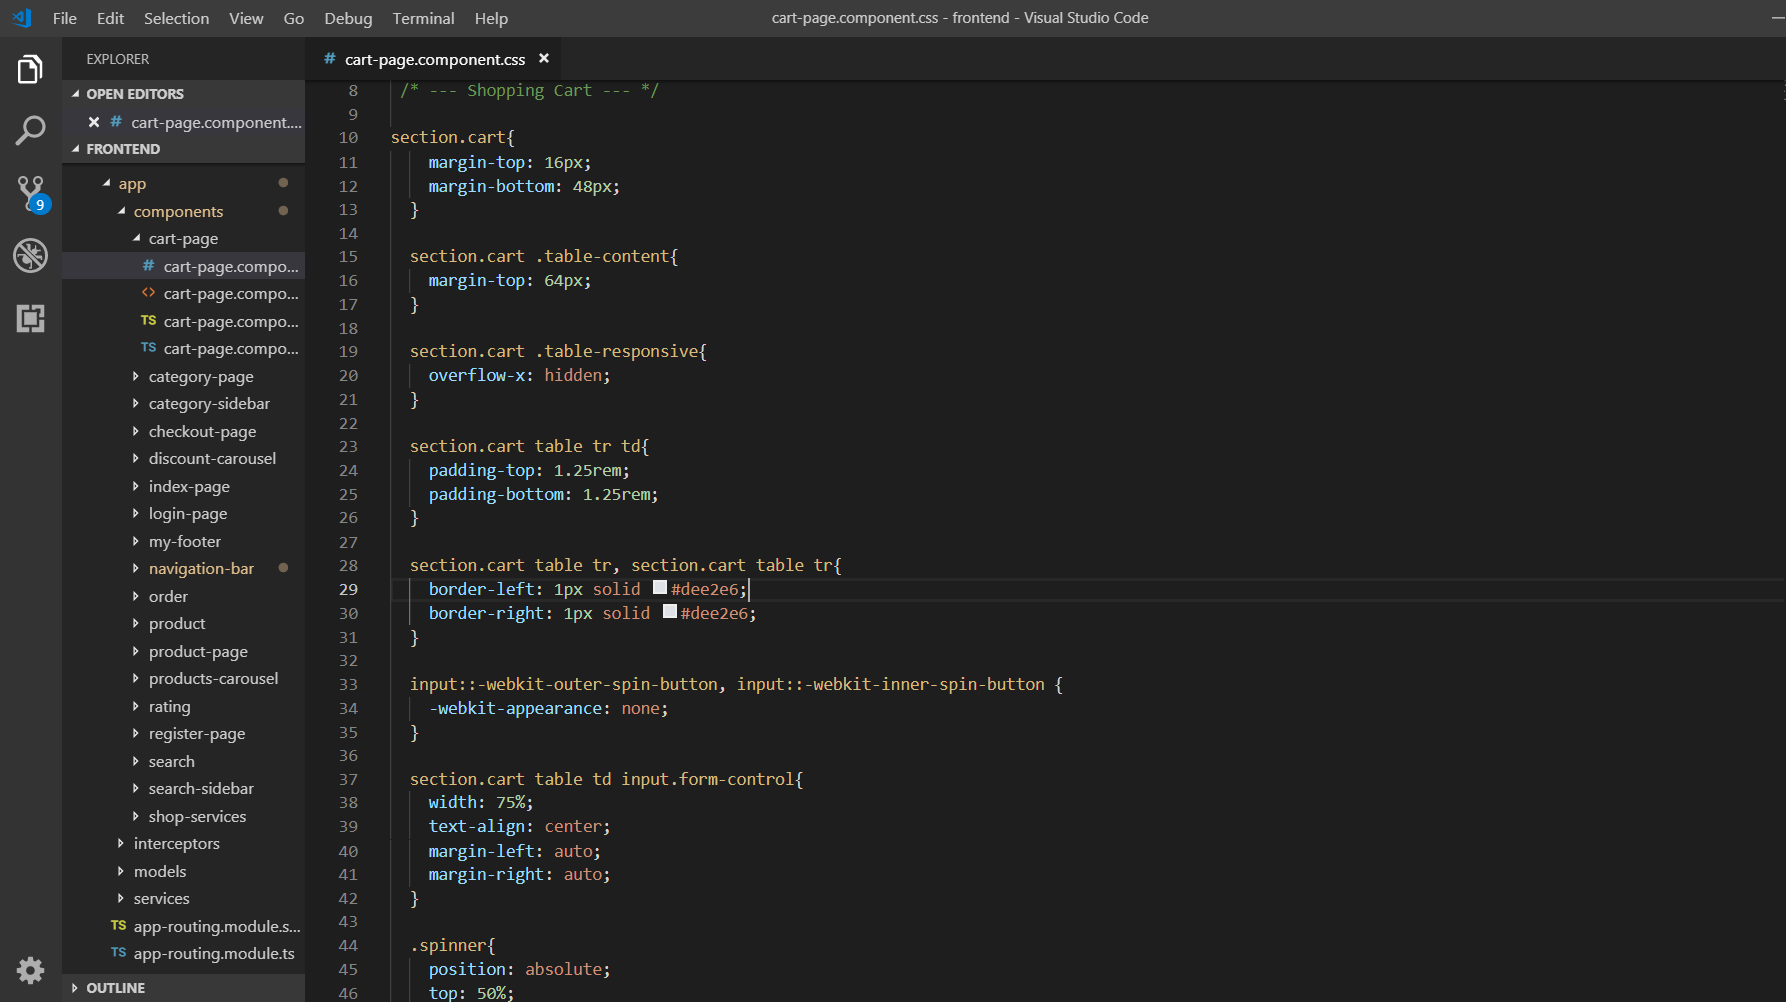 File Edit Selection View Go Debug Terminal Help
cart-page.component.css - frontend - Visual Studio Code
EXPLORER
OPEN EDITORS
# cart-page.component....
FRONTEND
app
components
cart-page
# cart-page.compo...
<> cart-page.compo...
TS cart-page.compo...
TS cart-page.compo...
category-page
category-sidebar
checkout-page
discount-carousel
index-page
login-page
my-footer
navigation-bar
order
product
product-page
products-carousel
rating
register-page
search
search-sidebar
shop-services
interceptors
models
services
TS app-routing.module.s...
TS app-routing.module.ts
OUTLINE
9
# cart-page.component.css
8 /* --- Shopping Cart --- */
9
10 section.cart{
11 margin-top: 16px;
12 margin-bottom: 48px;
13 }
14
15 section.cart .table-content{
16 margin-top: 64px;
17 }
18
19 section.cart .table-responsive{
20 overflow-x: hidden;
21 }
22
23 section.cart table tr td{
24 padding-top: 1.25rem;
25 padding-bottom: 1.25rem;
26 }
27
28 section.cart table tr, section.cart table tr{
29 border-left: 1px solid #dee2e6;
30 border-right: 1px solid #dee2e6;
31 }
32
33 input::-webkit-outer-spin-button, input::-webkit-inner-spin-button {
34 -webkit-appearance: none;
35 }
36
37 section.cart table td input.form-control{
38 width: 75%;
39 text-align: center;
40 margin-left: auto;
41 margin-right: auto;
42 }
43
44 .spinner{
45 position: absolute;
46 top: 50%;